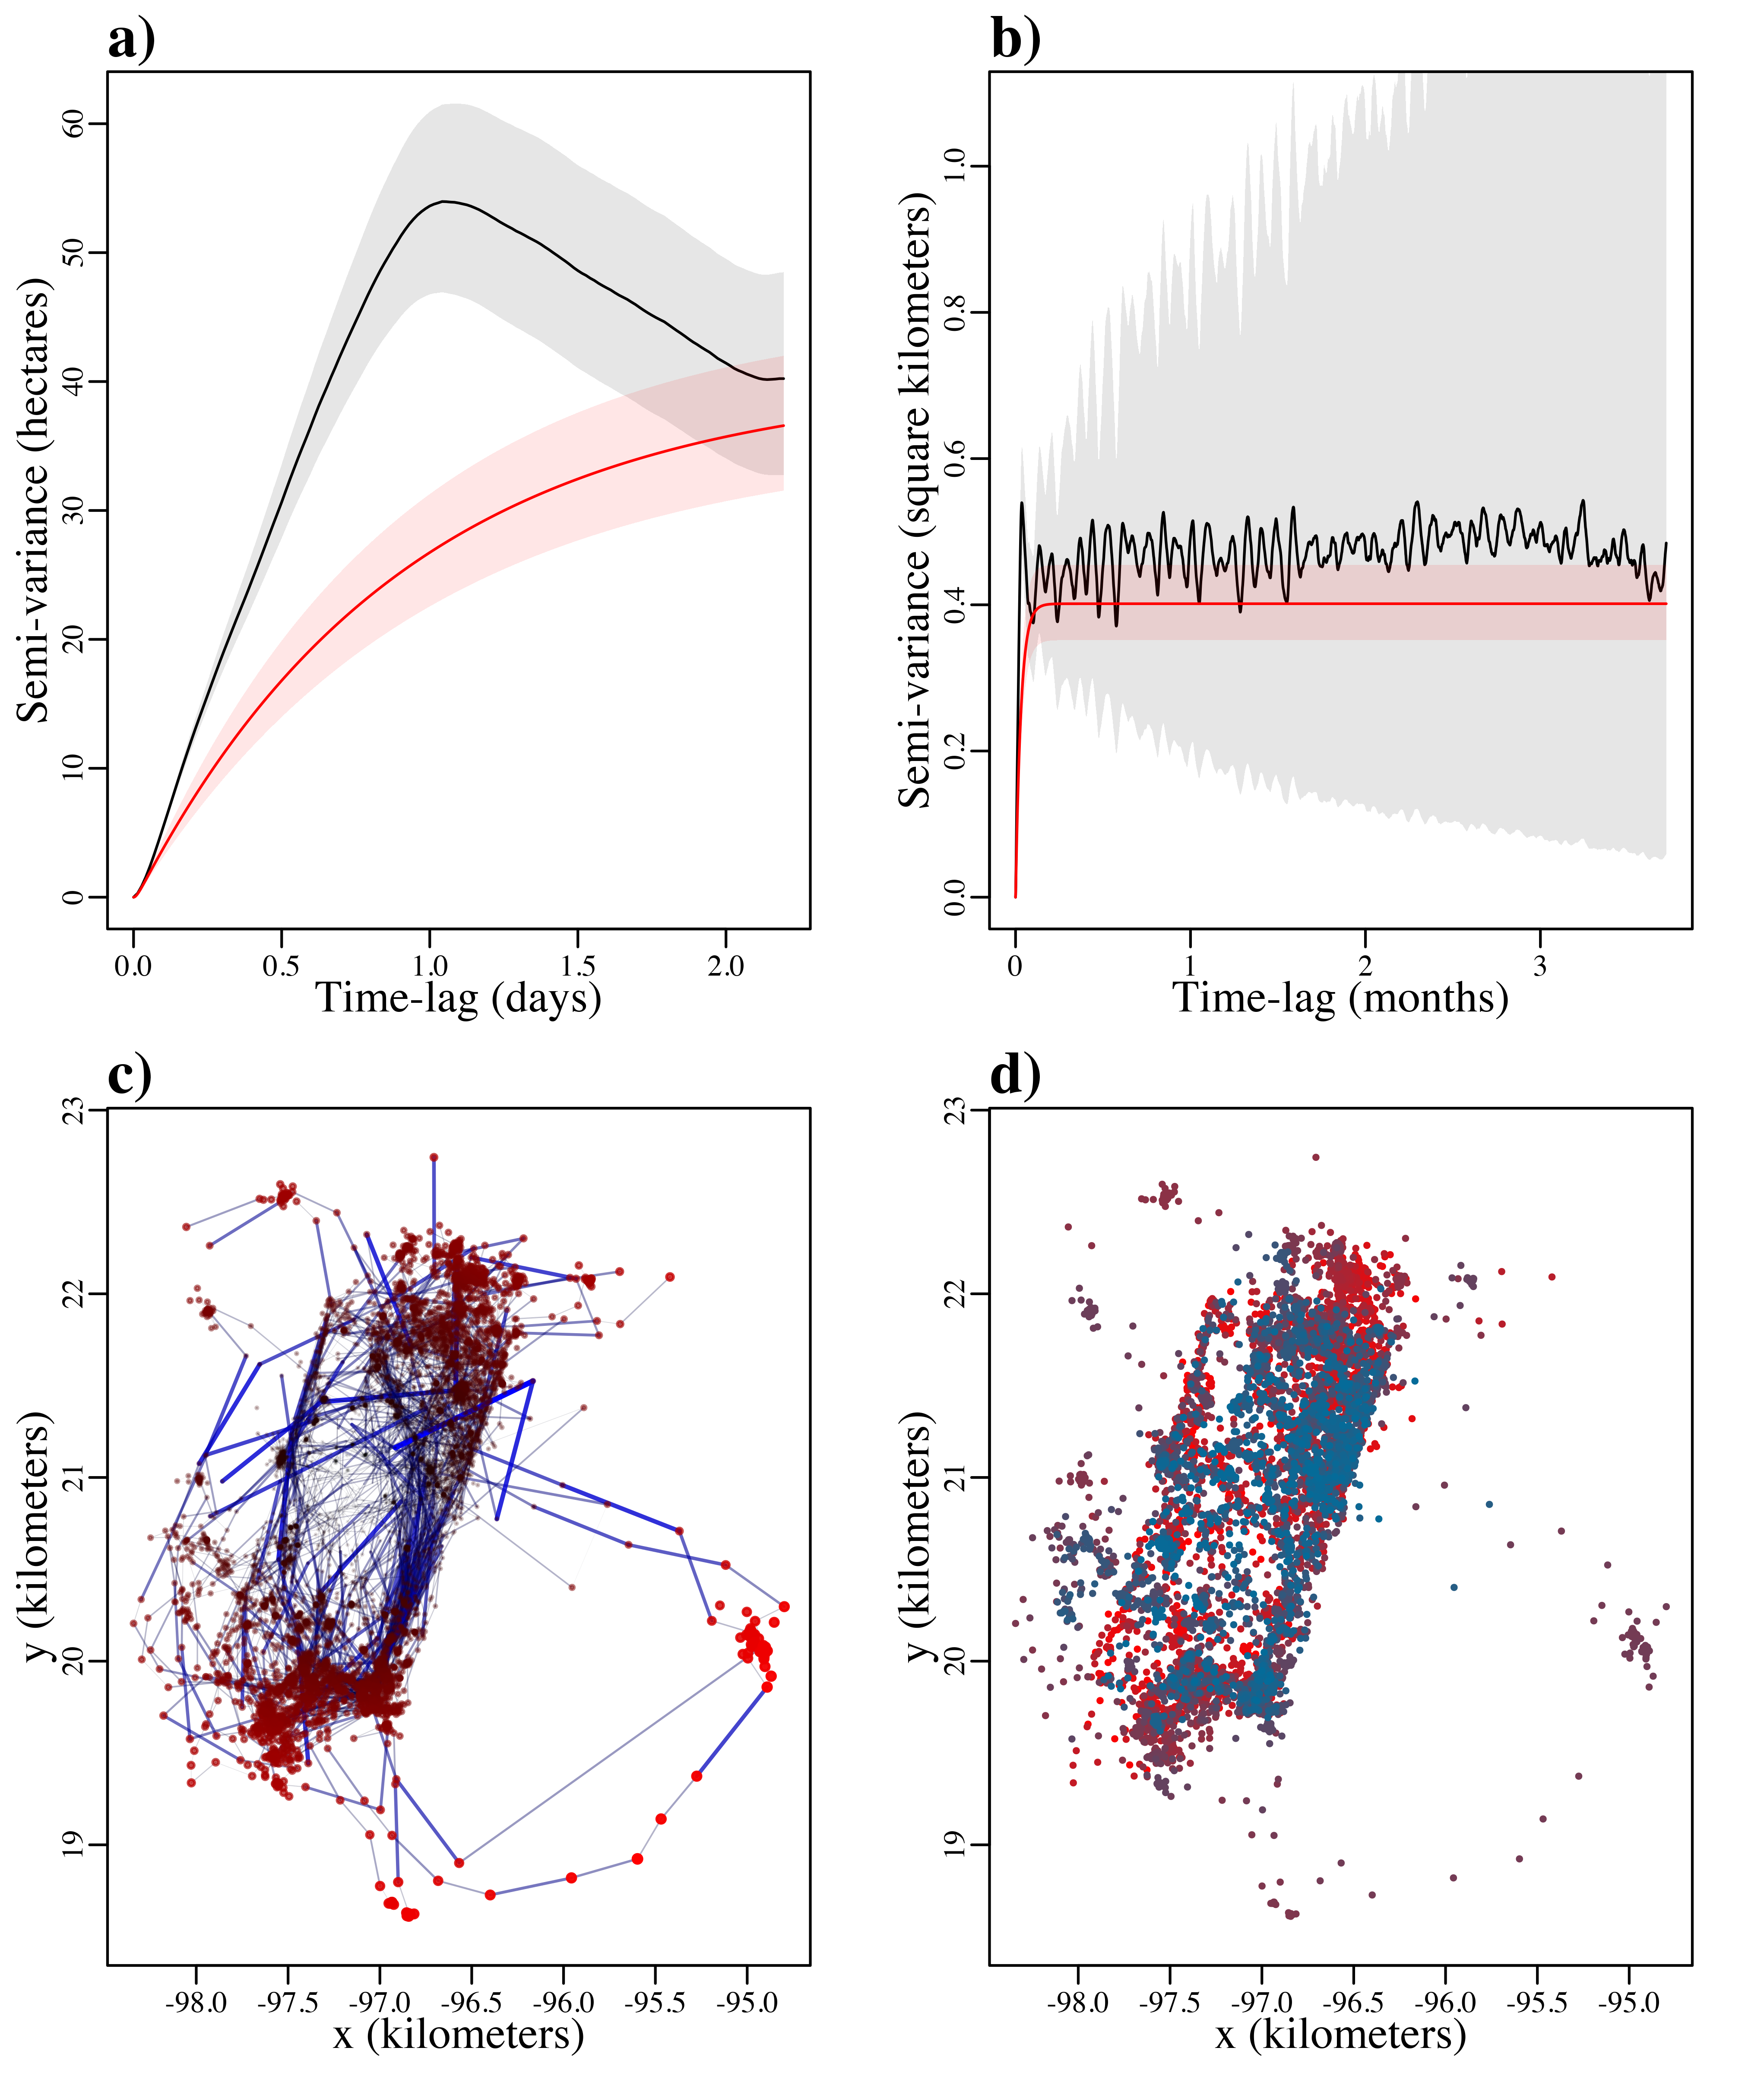 a)
Semi-variance (hectares)
60
50
40
30
20
10
0
0.0 0.5 1.0 1.5 2.0
Time-lag (days)
b)
Semi-variance (square kilometers)
1.0
0.8
0.6
0.4
0.2
0.0
0 1 2 3
Time-lag (months)
c)
y (kilometers)
23
22
21
20
19
-98.0 -97.5 -97.0 -96.5 -96.0 -95.5 -95.0
x (kilometers)
d)
y (kilometers)
23
22
21
20
19
-98.0 -97.5 -97.0 -96.5 -96.0 -95.5 -95.0
x (kilometers)